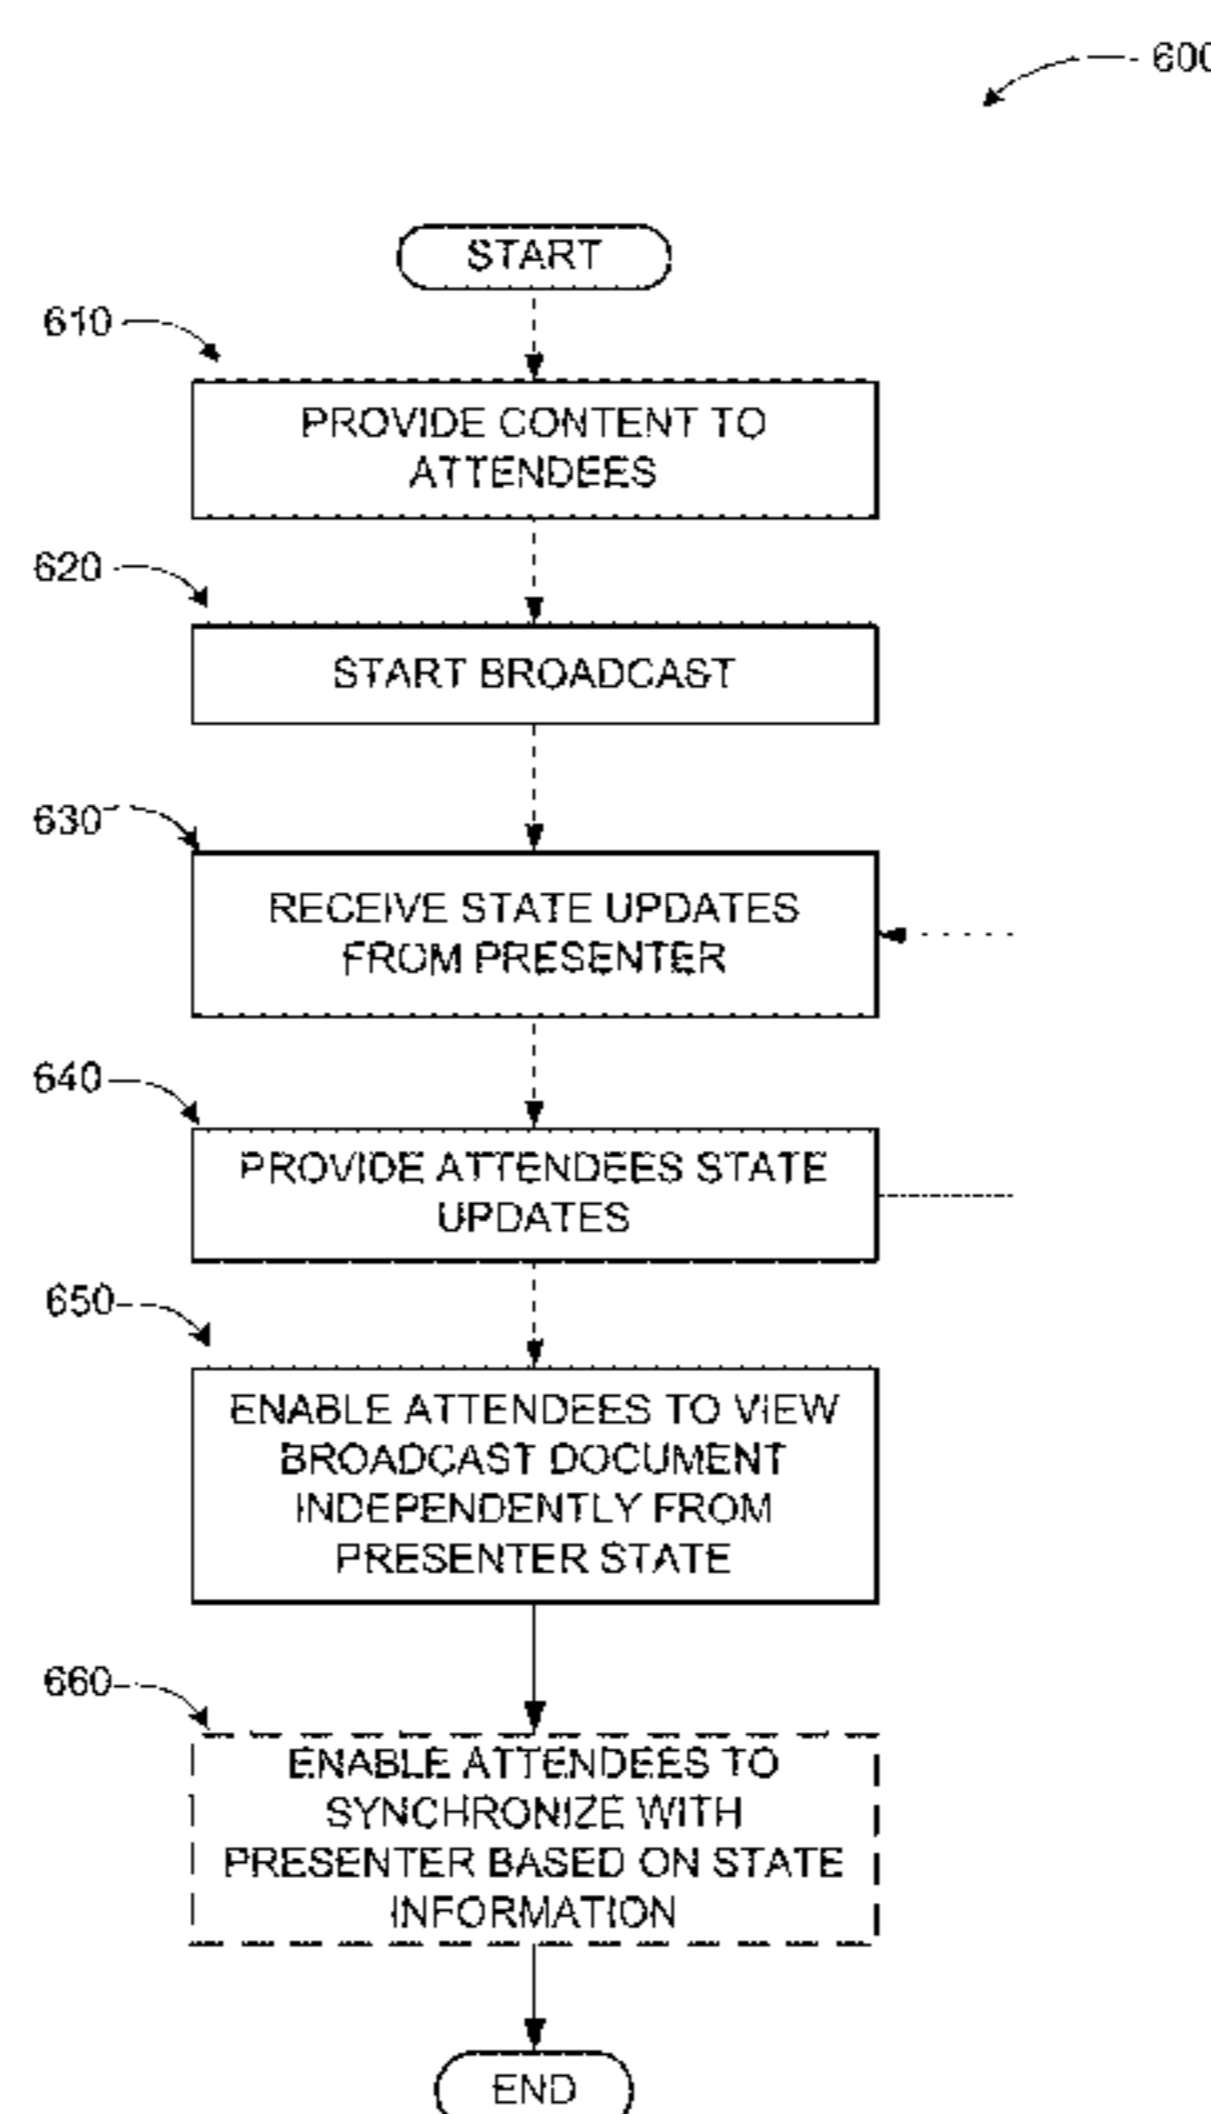 600
START
610
PROVIDE CONTENT TO
ATTENDEES
620
START BROADCAST
630
RECEIVE STATE UPDATES
FROM PRESENTER
640
PROVIDE ATTENDEES STATE
UPDATES
650
ENABLE ATTENDEES TO VIEW
BROADCAST DOCUMENT
INDEPENDENTLY FROM
PRESENTER STATE
660
ENABLE ATTENDEES TO
SYNCHRONIZE WITH
PRESENTER BASED ON STATE
INFORMATION
END